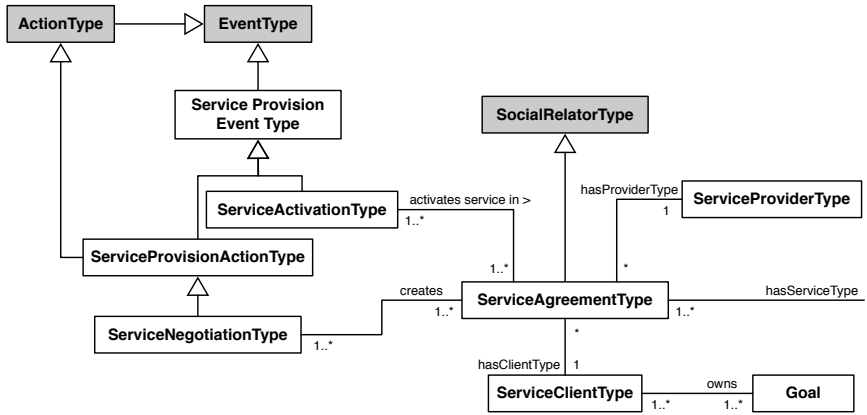 ActionType
EventType
Service Provision
Event Type
SocialRelatorType
ServiceActivationType
activates service in >
1..*
1..*
hasProviderType
1
*
ServiceProviderType
ServiceProvisionActionType
ServiceNegotiationType
1..*
creates
1..*
ServiceAgreementType
1..*
hasServiceType
*
hasClientType
1
ServiceClientType
1..*
owns
1..*
Goal